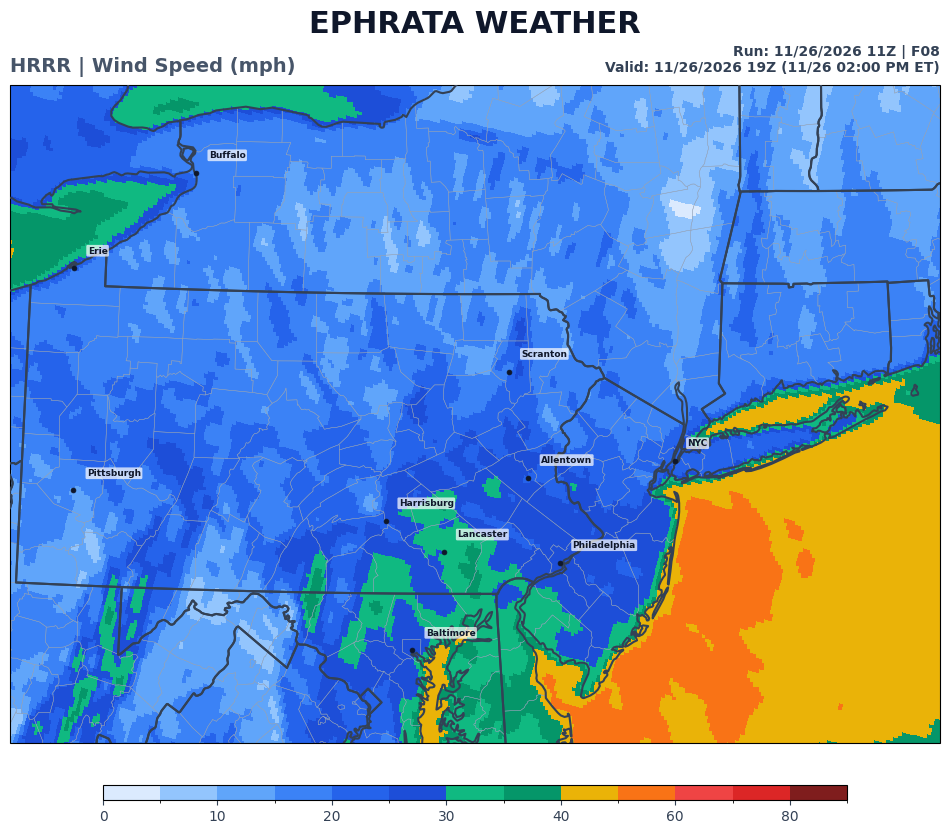 EPHRATA WEATHER
HRRR | Wind Speed (mph)
Run: 11/26/2026 11Z | F08
Valid: 11/26/2026 19Z (11/26 02:00 PM ET)
Buffalo
Erie
Scranton
NYC
Allentown
Pittsburgh
Harrisburg
Lancaster
Philadelphia
Baltimore
0 10 20 30 40 50 60 70 80